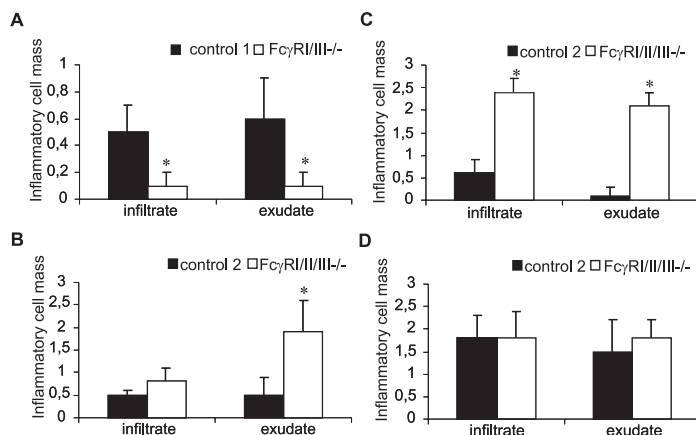 A
control 1 FcγRI/III-/-
Inflammatory cell mass
1
0,8
0,6
0,4
0,2
0
*
*
infiltrate exudate
B
control 2 FcγRI/II/III-/-
Inflammatory cell mass
3
2,5
2
1,5
1
0,5
0
*
infiltrate exudate
C
control 2 FcγRI/II/III-/-
Inflammatory cell mass
3
2,5
2
1,5
1
0,5
0
*
*
infiltrate exudate
D
control 2 FcγRI/II/III-/-
Inflammatory cell mass
3
2,5
2
1,5
1
0,5
0
infiltrate exudate